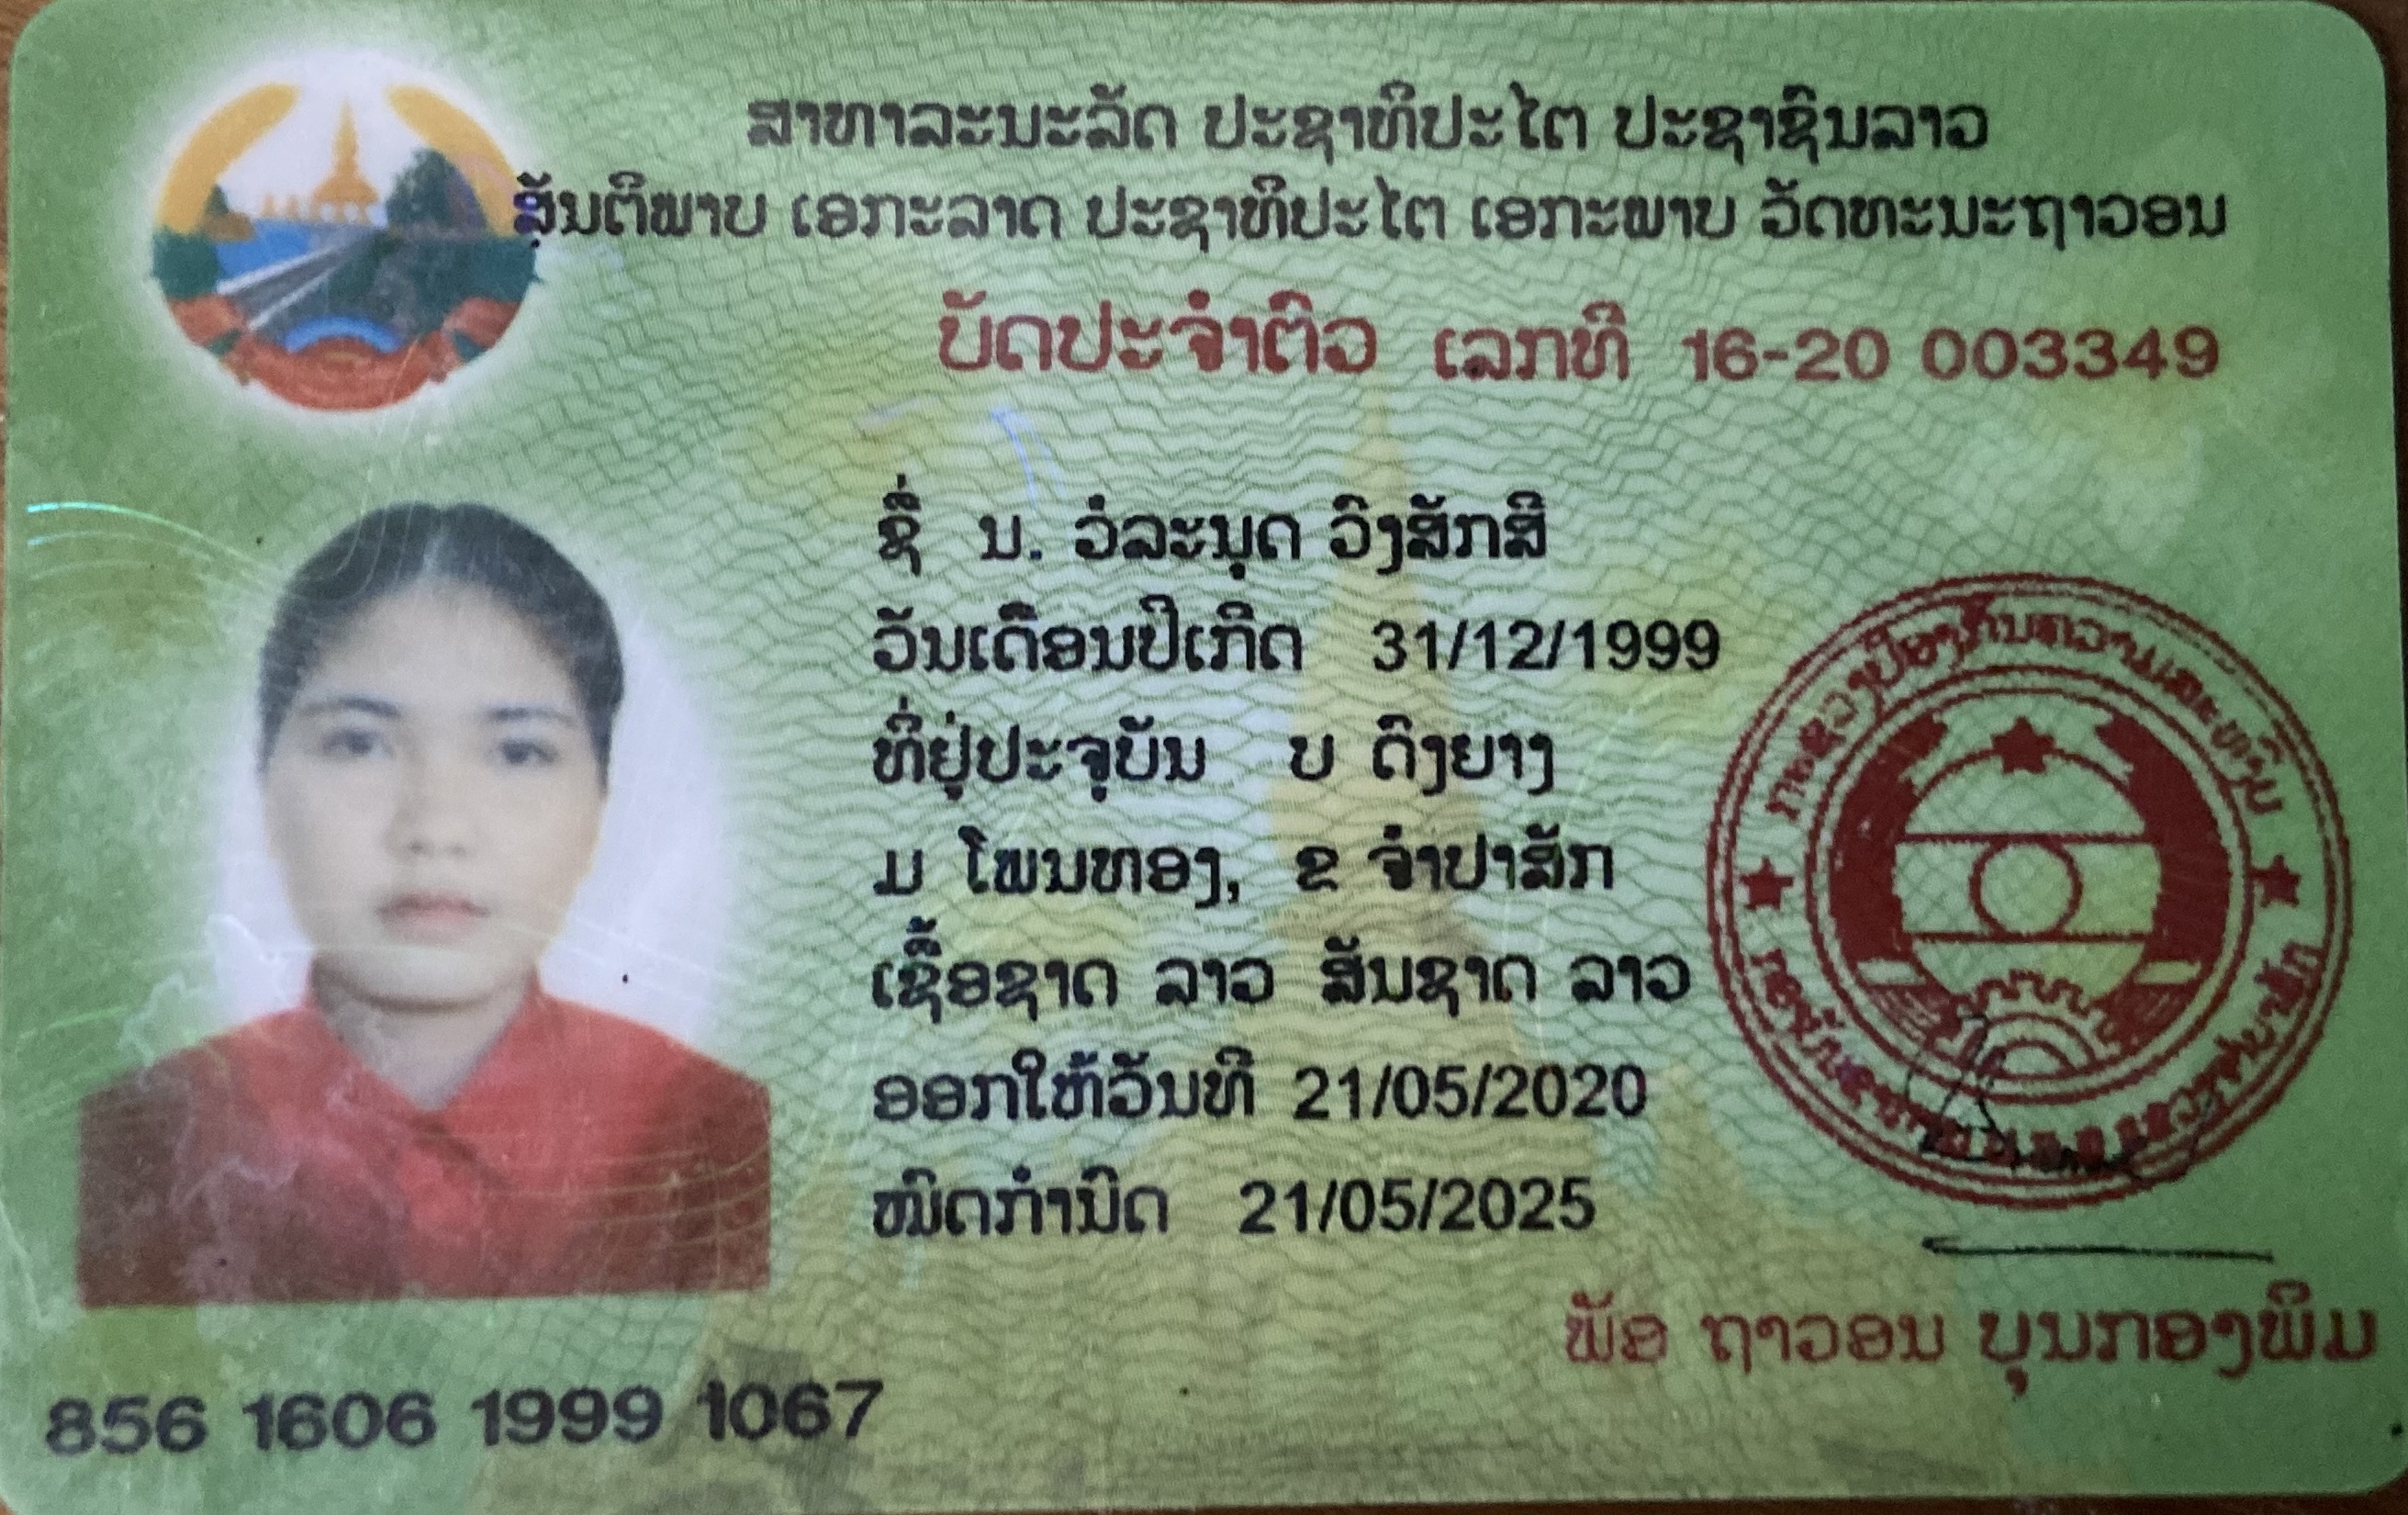 ສາທາລະນະລັດ ປະຊາທິປະໄຕ ປະຊາຊົນລາວ
ສັນຕິພາບ ເອກະລາດ ປະຊາທິປະໄຕ ເອກະພາບ ວັດທະນະຖາວອນ
ບັດປະຈຳຕົວ ເລກທີ 16-20 003349
ຊື່ ນ. ວໍລະນຸດ ວົງສັກສີ
ວັນເດືອນປີເກີດ 31/12/1999
ທີ່ຢູ່ປະຈຸບັນ ບ ດົງຍາງ
ມ ໂພນທອງ, ຂ ຈຳປາສັກ
ເຊື້ອຊາດ ລາວ ສັນຊາດ ລາວ
ອອກໃຫ້ວັນທີ 21/05/2020
ໝົດກຳນົດ 21/05/2025
ກະຊວງປ້ອງກັນຄວາມສະຫງົບ
ພັອ ຖາວອນ ບຸນກອງພິມ
856 1606 1999 1067